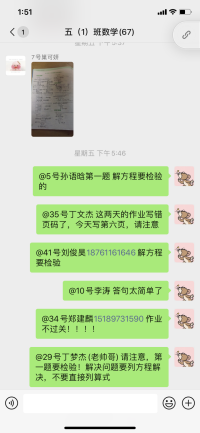 1:51
1
五（1）班数学(67)
7号巢可婷
星期五 下午5:46
@5号孙语晗第一题 解方程要检验
的
@35号丁文杰 这两天的作业写错
页码了，今天写第六页，请注意
@41号刘俊昊18761161646 解方程
要检验
@10号李涛 答句太简单了
@34号郑建麟15189731590 作业
不过关！！！！
@29号丁梦杰(老帅哥) 请注意，第
一题要检验！解决问题要列方程解
决，不要直接列算式